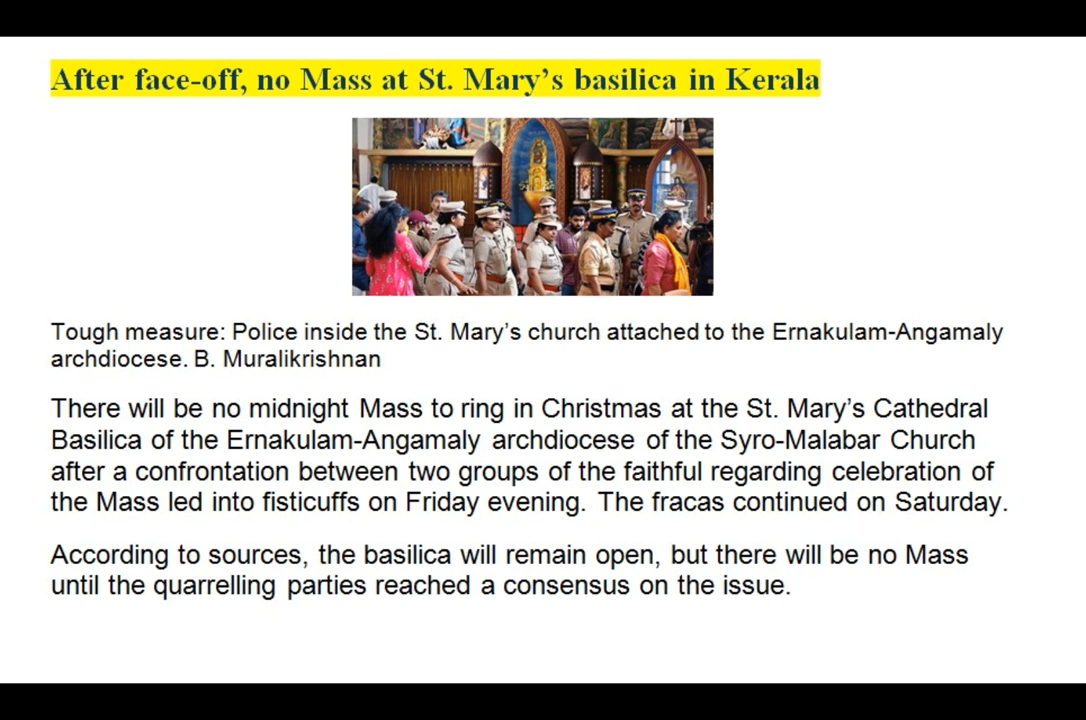 After face-off, no Mass at St. Mary’s basilica in Kerala
Tough measure: Police inside the St. Mary’s church attached to the Ernakulam-Angamaly
archdiocese. B. Muralikrishnan
There will be no midnight Mass to ring in Christmas at the St. Mary’s Cathedral
Basilica of the Ernakulam-Angamaly archdiocese of the Syro-Malabar Church
after a confrontation between two groups of the faithful regarding celebration of
the Mass led into fisticuffs on Friday evening. The fracas continued on Saturday.
According to sources, the basilica will remain open, but there will be no Mass
until the quarrelling parties reached a consensus on the issue.